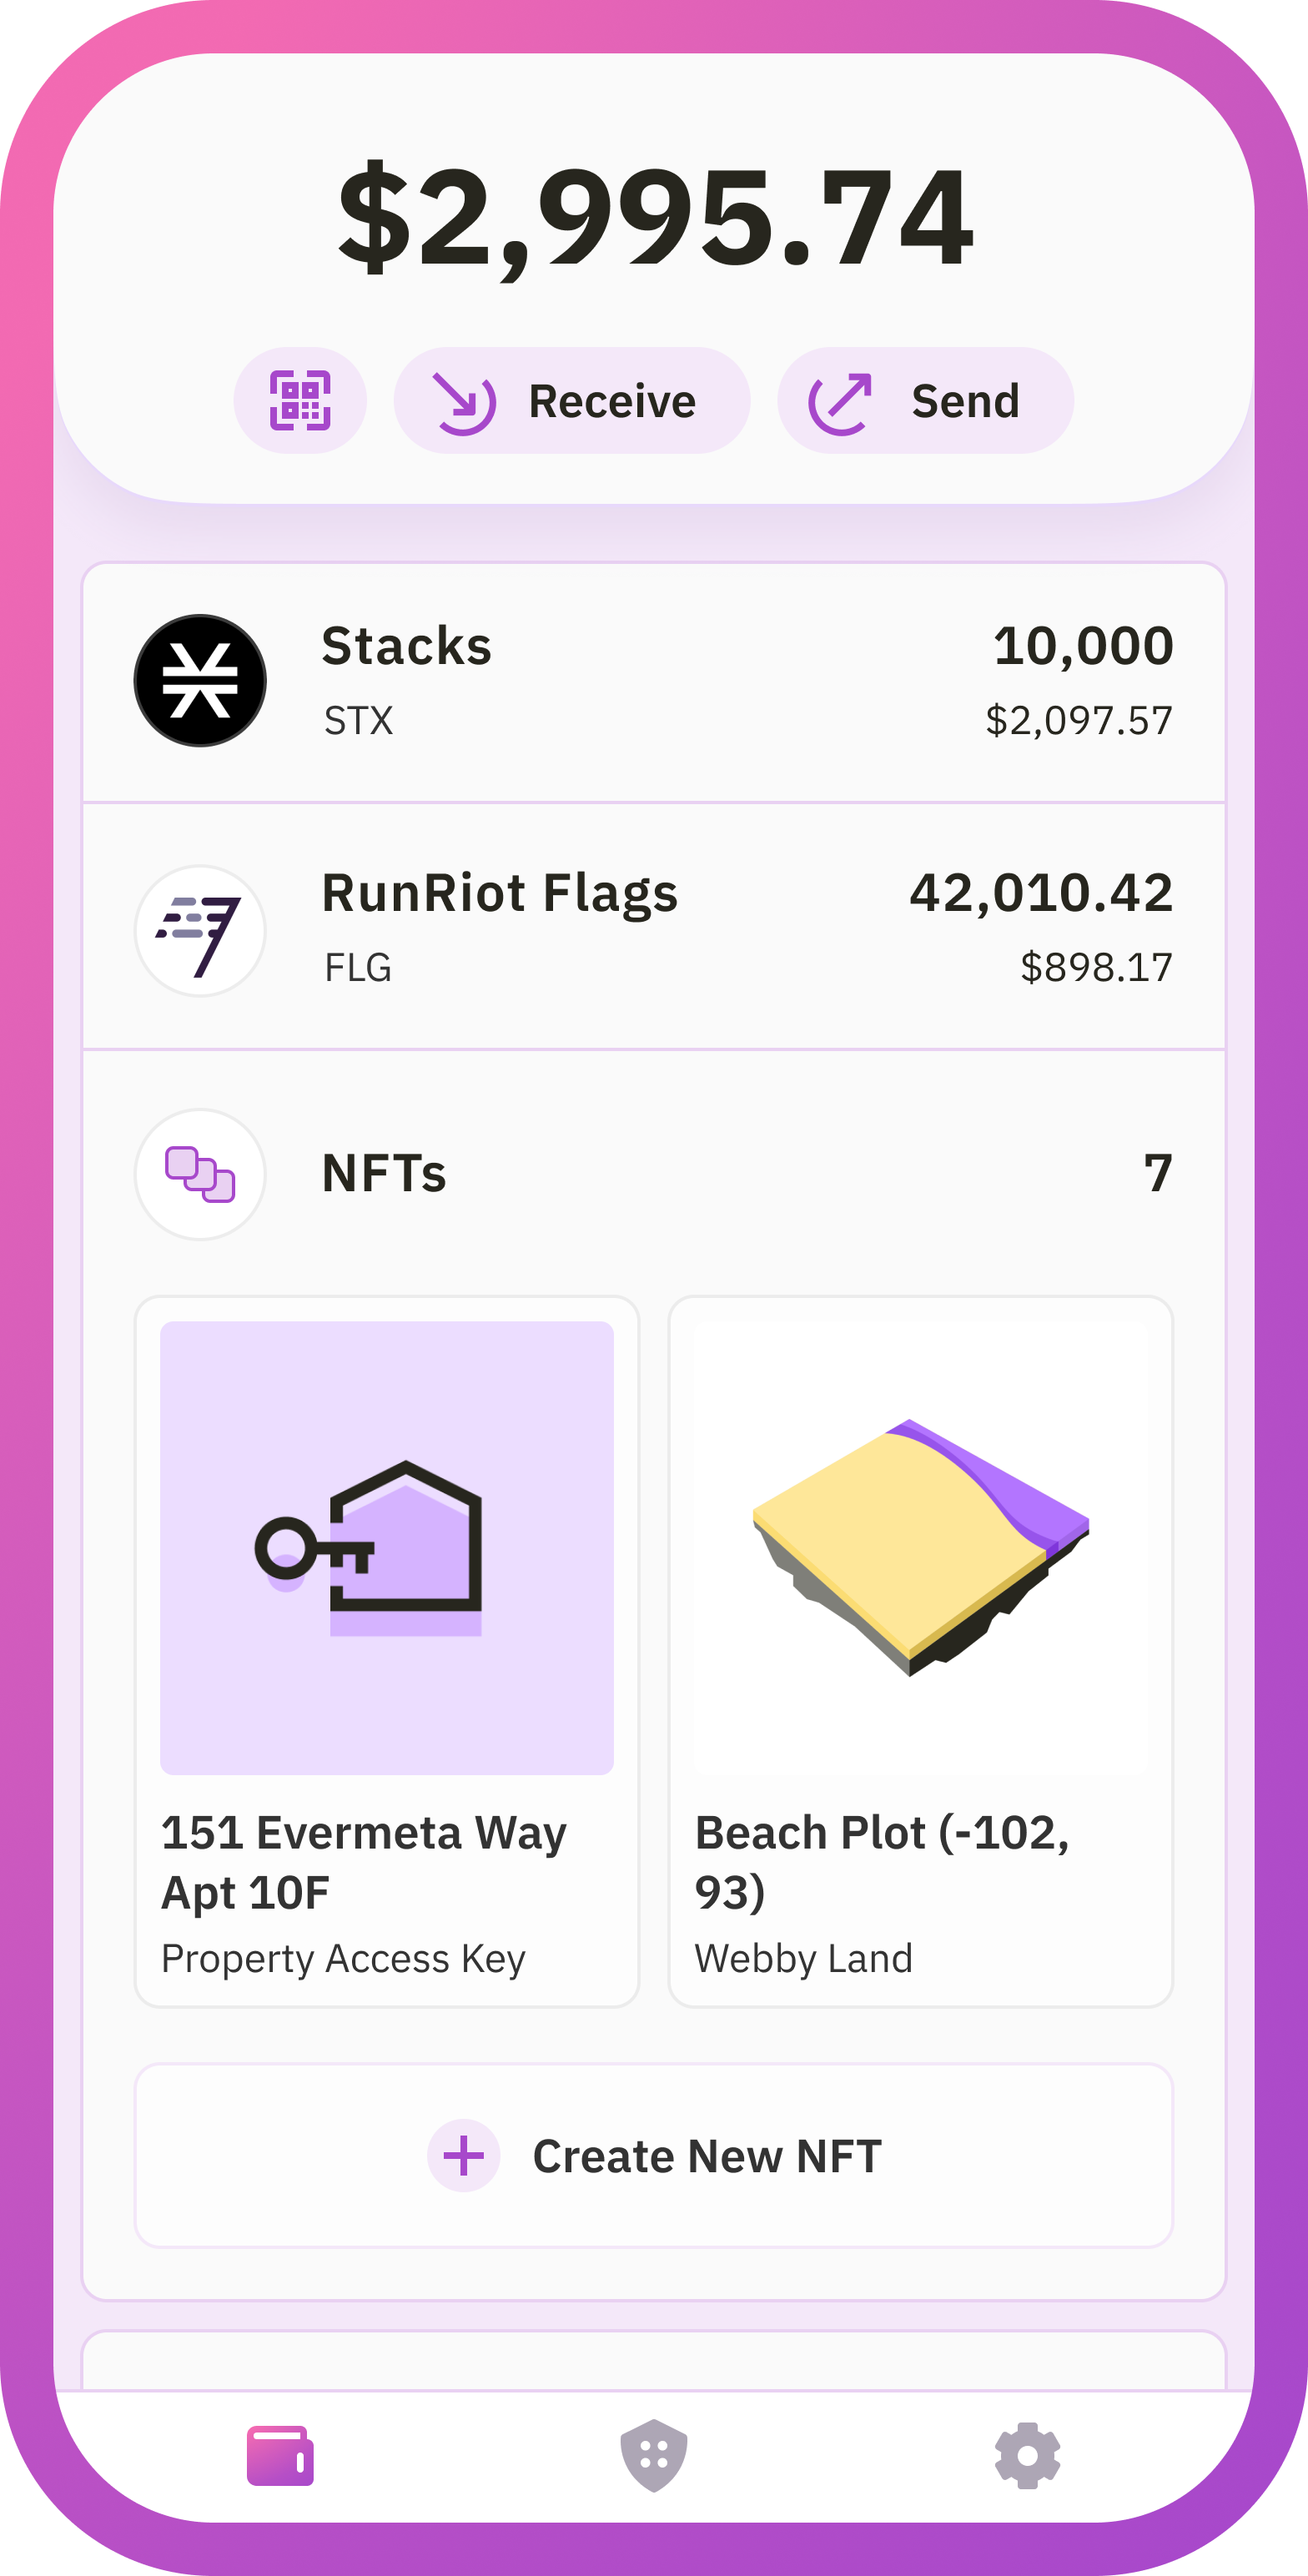 $2,995.74
Receive
Send
Stacks
10,000
STX
$2,097.57
RunRiot Flags
42,010.42
FLG
$898.17
NFTs
7
151 Evermeta Way
Apt 10F
Property Access Key
Beach Plot (-102,
93)
Webby Land
Create New NFT